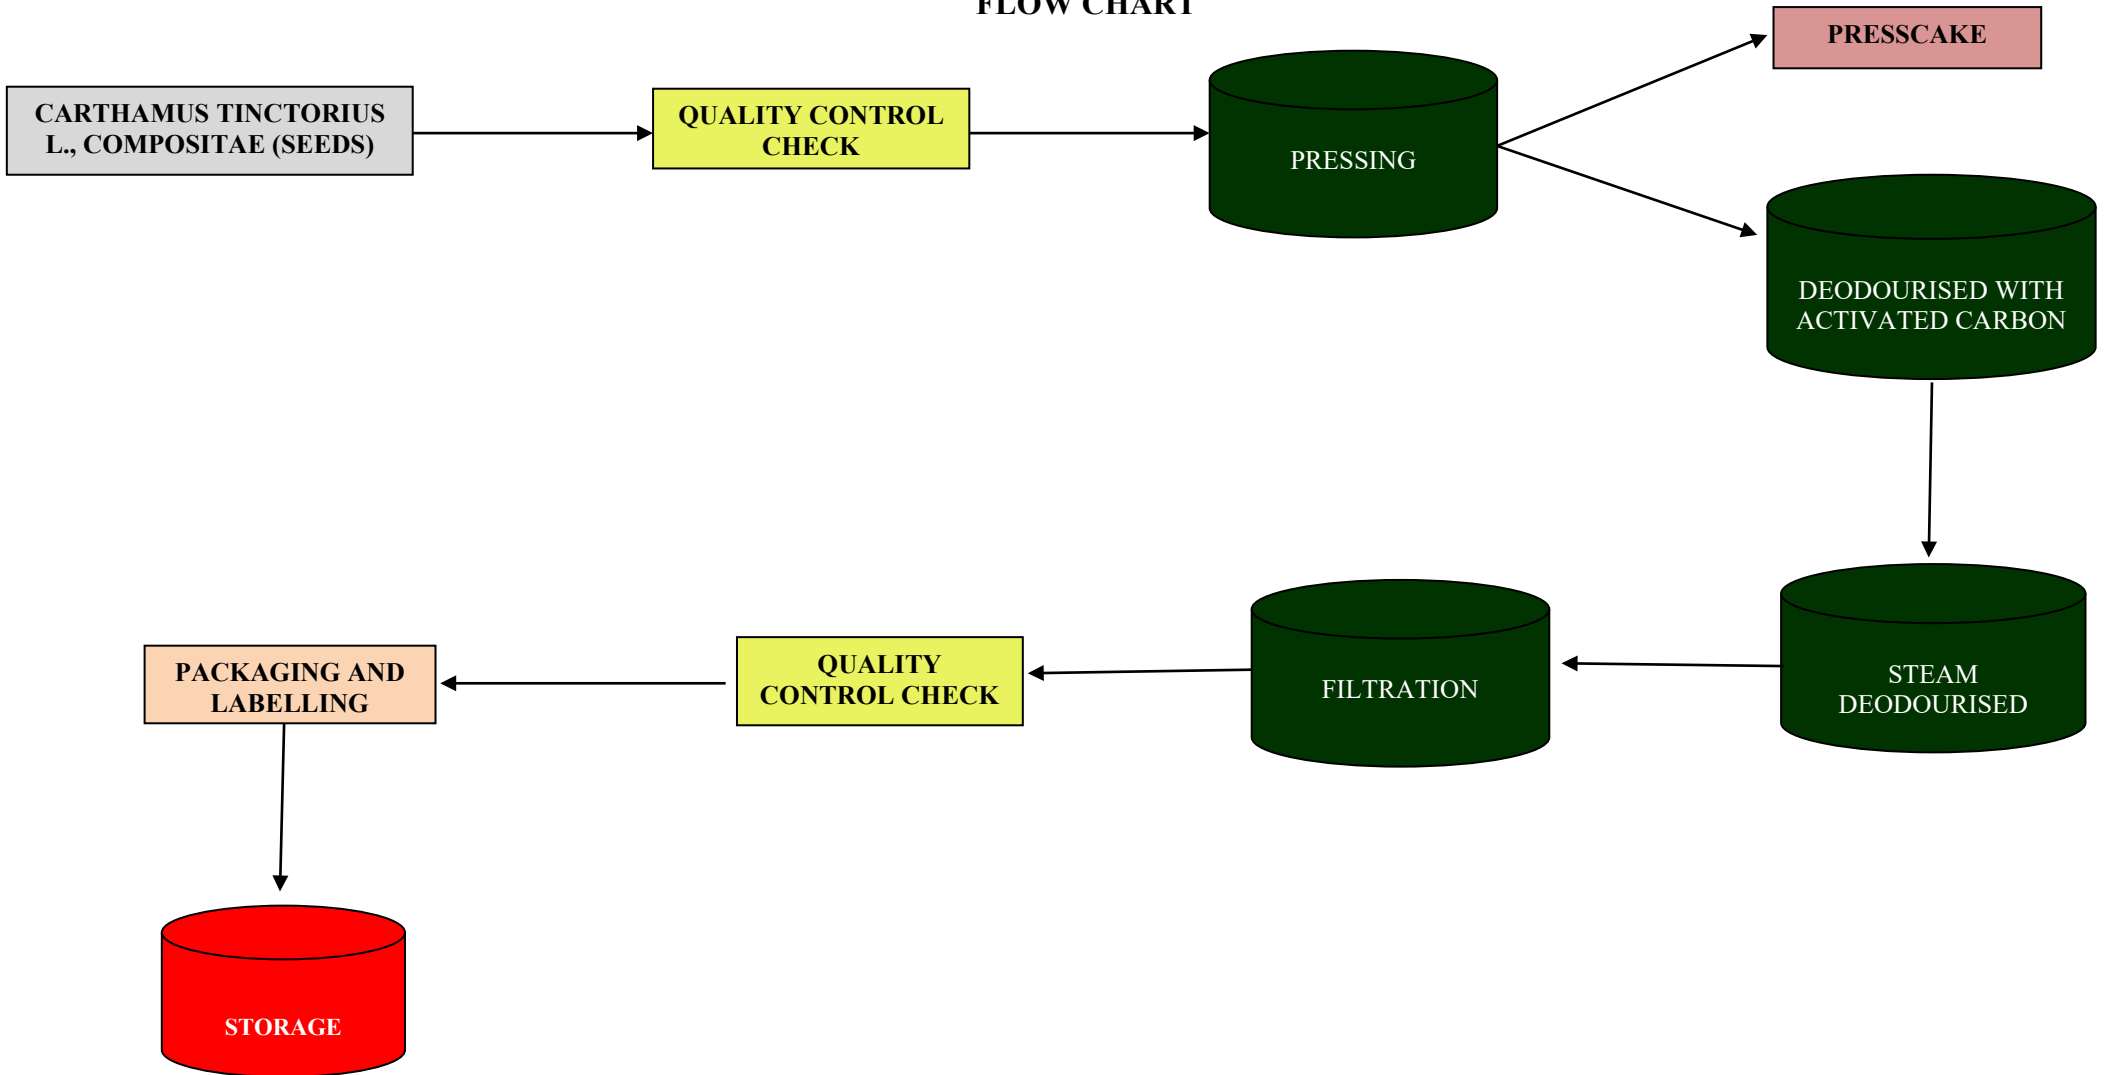 FLOW CHART
PRESSCAKE
CARTHAMUS TINCTORIUS
L., COMPOSITAE (SEEDS)
QUALITY CONTROL
CHECK
PRESSING
DEODOURISED WITH
ACTIVATED CARBON
STEAM
DEODOURISED
FILTRATION
QUALITY
CONTROL CHECK
PACKAGING AND
LABELLING
STORAGE